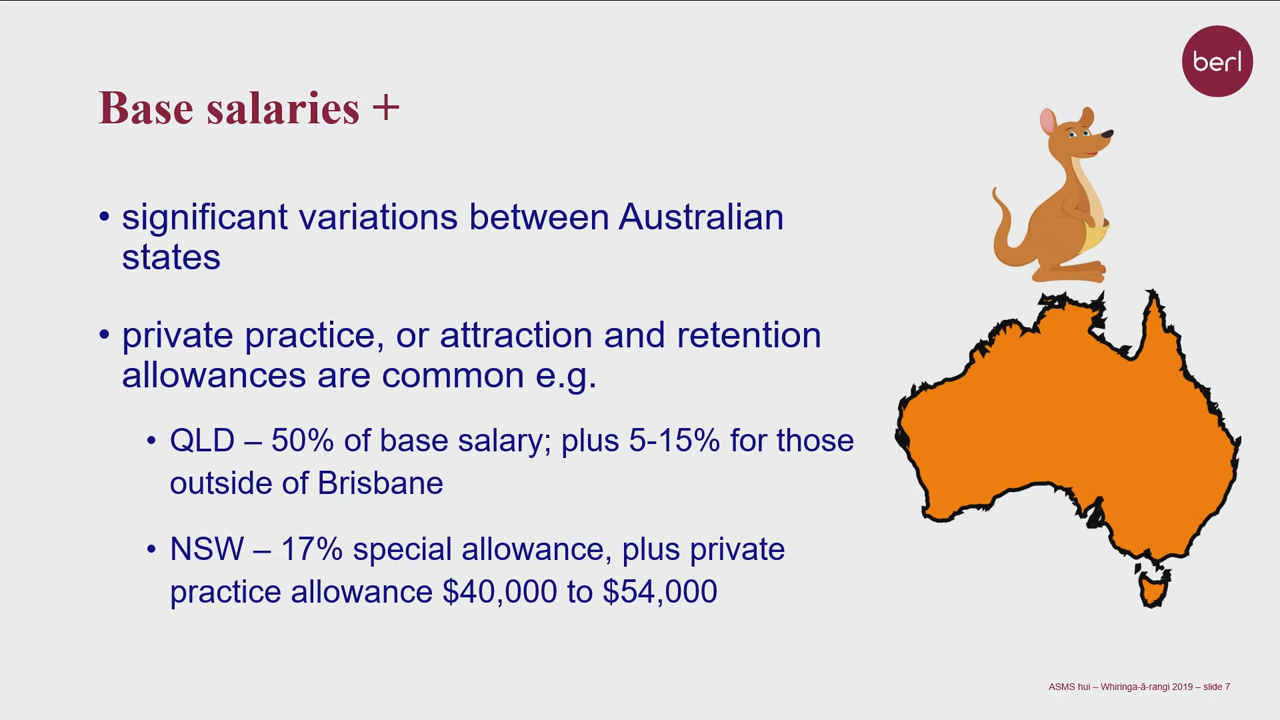 berl
Base salaries +
• significant variations between Australian
states
• private practice, or attraction and retention
allowances are common e.g.
• QLD – 50% of base salary; plus 5-15% for those
outside of Brisbane
• NSW – 17% special allowance, plus private
practice allowance $40,000 to $54,000
ASMS hui – Whiringa-ā-rangi 2019 – slide 7